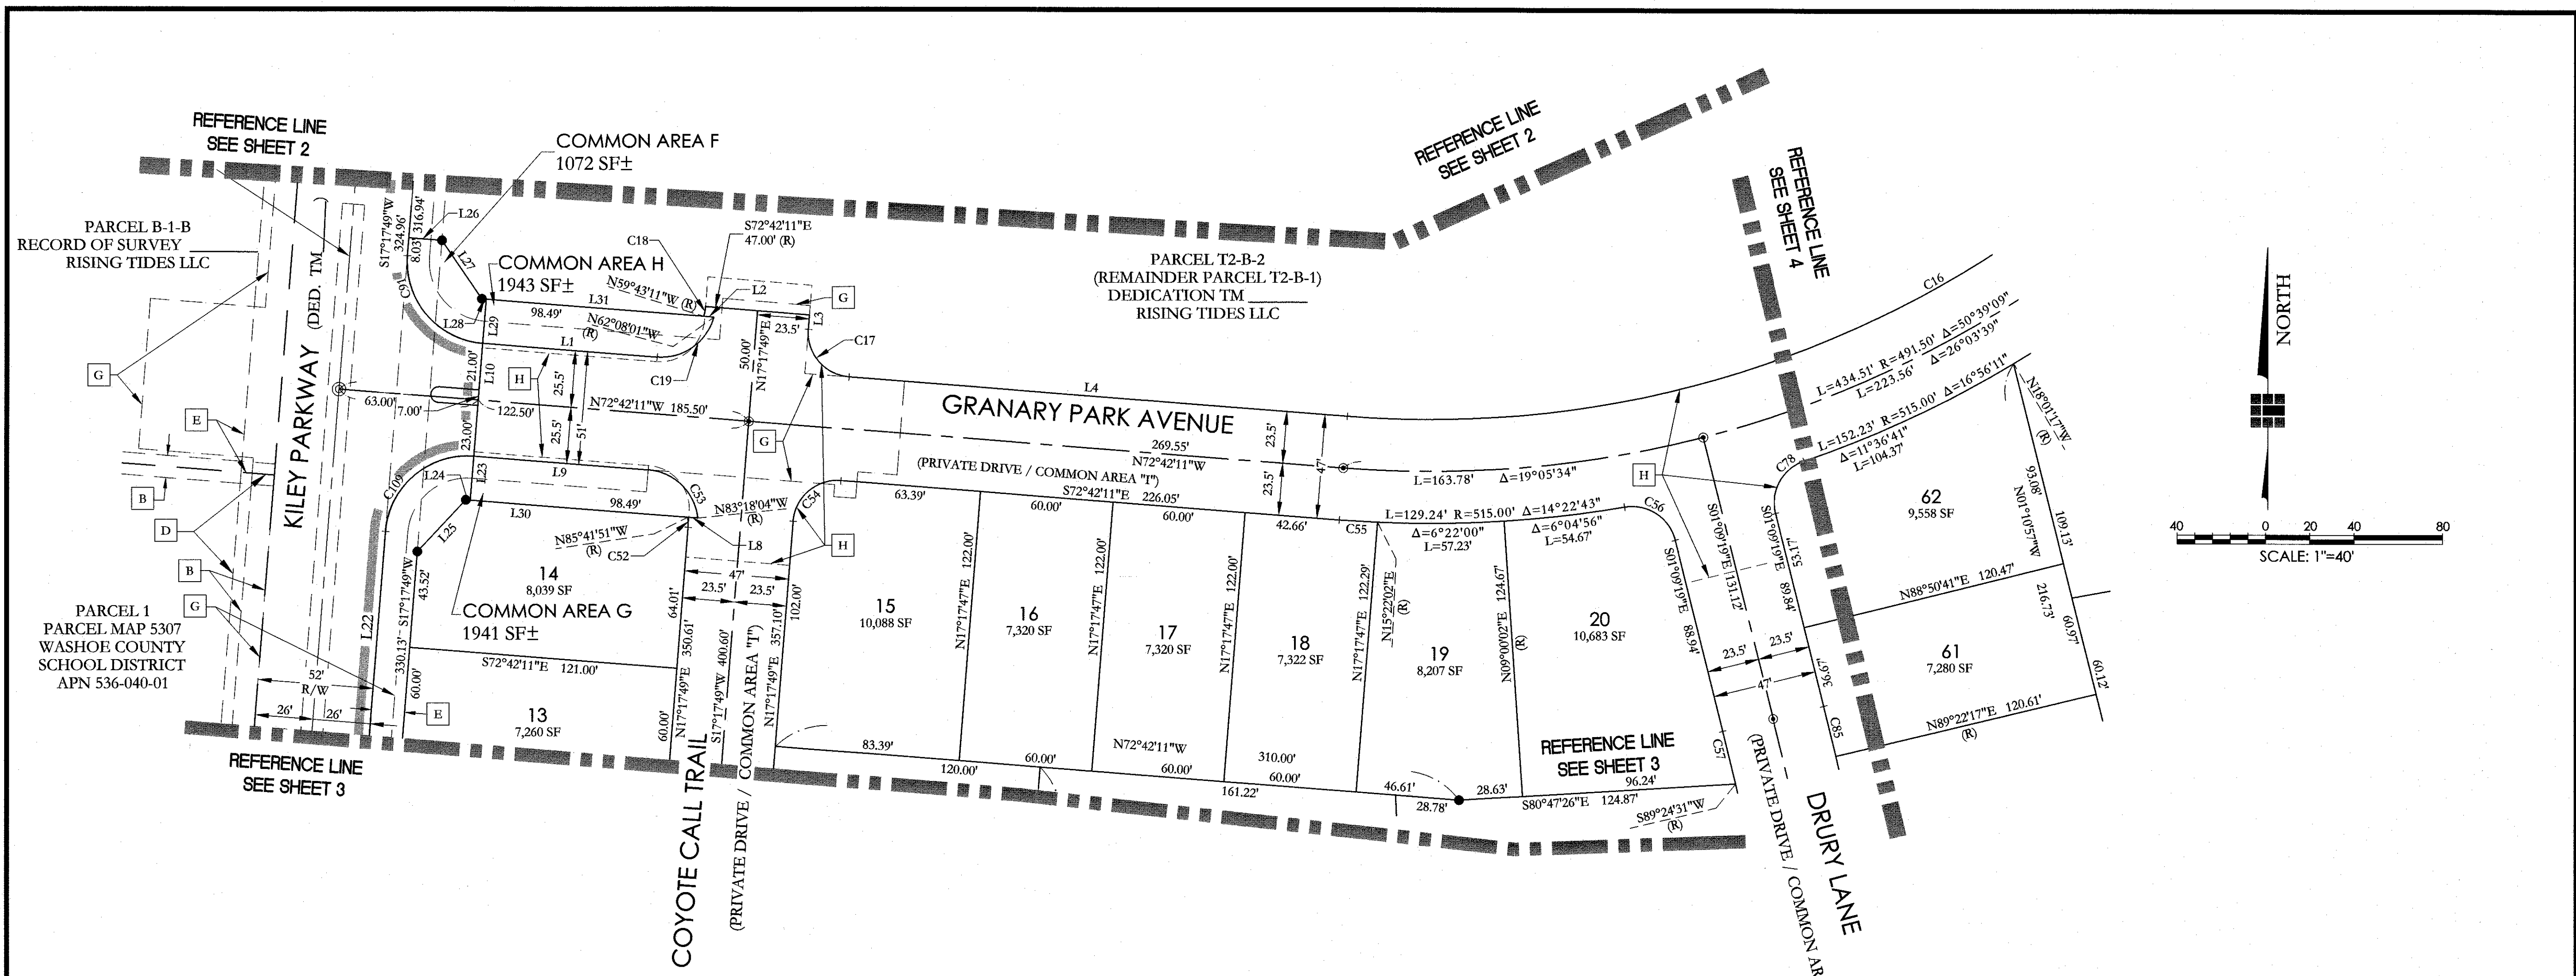 REFERENCE LINE
SEE SHEET 2
COMMON AREA F
1072 SF±
REFERENCE LINE
SEE SHEET 2
REFERENCE LINE
SEE SHEET 4
PARCEL B-1-B
RECORD OF SURVEY ______
RISING TIDES LLC
S17°17'49"W
324.96'
8.03'
316.94'
L26
L27
C91
COMMON AREA H
1943 SF±
L28
L29
L31
98.49'
N59°43'11"W (R)
N62°08'01"W
(R)
C18
S72°42'11"E
47.00' (R)
L2
G
L3
23.5'
C17
C19
L1
PARCEL T2-B-2
(REMAINDER PARCEL T2-B-1)
DEDICATION TM ______
RISING TIDES LLC
C16
L=434.51' R=491.50' Δ=50°39'09"
L=223.56' Δ=26°03'39"
L=152.23' R=515.00' Δ=16°56'11"
Δ=11°36'41"
L=104.37'
N18°01'17"W
(R)
NORTH
KILEY PARKWAY (DED. TM
G
E
B
D
B
G
63.00'
7.00'
21.00'
L10
23.00'
L23
H
25.5'
25.5'
51'
122.50'
N72°42'11"W 185.50'
50.00'
N17°17'49"E
G
L4
GRANARY PARK AVENUE
269.55'
N72°42'11"W
(PRIVATE DRIVE / COMMON AREA "I")
S72°42'11"E 226.05'
23.5'
23.5'
47'
L=163.78' Δ=19°05'34"
H
C78
C109
L24
L25
L9
98.49'
L30
C53
N83°18'04"W
(R)
N85°41'51"W
(R)
C52
L8
C54
H
63.39'
60.00'
60.00'
42.66'
C55
L=129.24' R=515.00' Δ=14°22'43"
Δ=6°22'00"
L=57.23'
Δ=6°04'56"
L=54.67'
C56
62
9,558 SF
93.08'
N01°10'57"W
109.13'
216.73'
60.97'
60.12'
N88°50'41"E 120.47'
61
7,280 SF
N89°22'17"E 120.61'
(R)
S01°09'19"E
53.17'
89.84'
S01°09'19"E 131.12'
S01°09'19"E 88.94'
23.5'
23.5'
47'
36.67'
C85
C57
14
8,039 SF
COMMON AREA G
1941 SF±
S72°42'11"E 121.00'
13
7,260 SF
S17°17'49"W
43.52'
330.13'
60.00'
L22
52'
R/W
26'
26'
E
PARCEL 1
PARCEL MAP 5307
WASHOE COUNTY
SCHOOL DISTRICT
APN 536-040-01
REFERENCE LINE
SEE SHEET 3
64.01'
N17°17'49"E 350.61'
60.00'
47'
23.5'
23.5'
S17°17'49"W 400.60'
102.00'
N17°17'49"E 357.10'
COYOTE CALL TRAIL
(PRIVATE DRIVE / COMMON AREA "I")
15
10,088 SF
N17°17'47"E 122.00'
16
7,320 SF
N17°17'47"E 122.00'
17
7,320 SF
N17°17'47"E 122.00'
18
7,322 SF
N17°17'47"E 122.29'
N15°22'02"E
(R)
19
8,207 SF
N09°00'02"E 124.67'
(R)
20
10,683 SF
83.39'
120.00'
60.00'
N72°42'11"W
60.00'
310.00'
60.00'
161.22'
46.61'
28.78'
28.63'
REFERENCE LINE
SEE SHEET 3
96.24'
S80°47'26"E 124.87'
S89°24'31"W
(R)
DRURY LANE
(PRIVATE DRIVE / COMMON AR
40 0 20 40 80
SCALE: 1"=40'